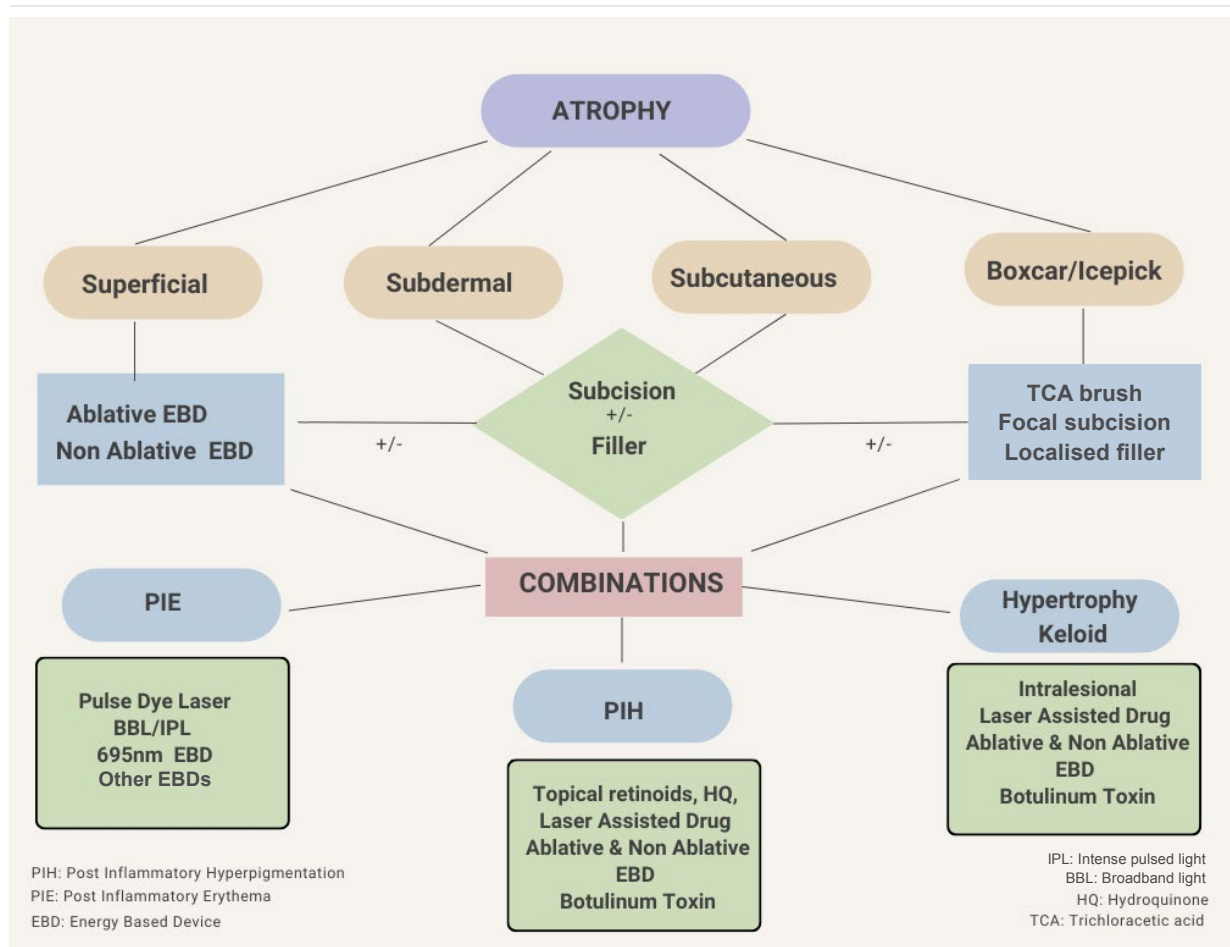 ATROPHY
Superficial
Subdermal
Subcutaneous
Boxcar/Icepick
Ablative EBD
Non Ablative EBD
+/-
Subcision
+/-
Filler
+/-
TCA brush
Focal subcision
Localised filler
COMBINATIONS
PIE
Pulse Dye Laser
BBL/IPL
695nm EBD
Other EBDs
PIH
Topical retinoids, HQ,
Laser Assisted Drug
Ablative & Non Ablative
EBD
Botulinum Toxin
Hypertrophy
Keloid
Intralesional
Laser Assisted Drug
Ablative & Non Ablative
EBD
Botulinum Toxin
PIH: Post Inflammatory Hyperpigmentation
PIE: Post Inflammatory Erythema
EBD: Energy Based Device
IPL: Intense pulsed light
BBL: Broadband light
HQ: Hydroquinone
TCA: Trichloracetic acid